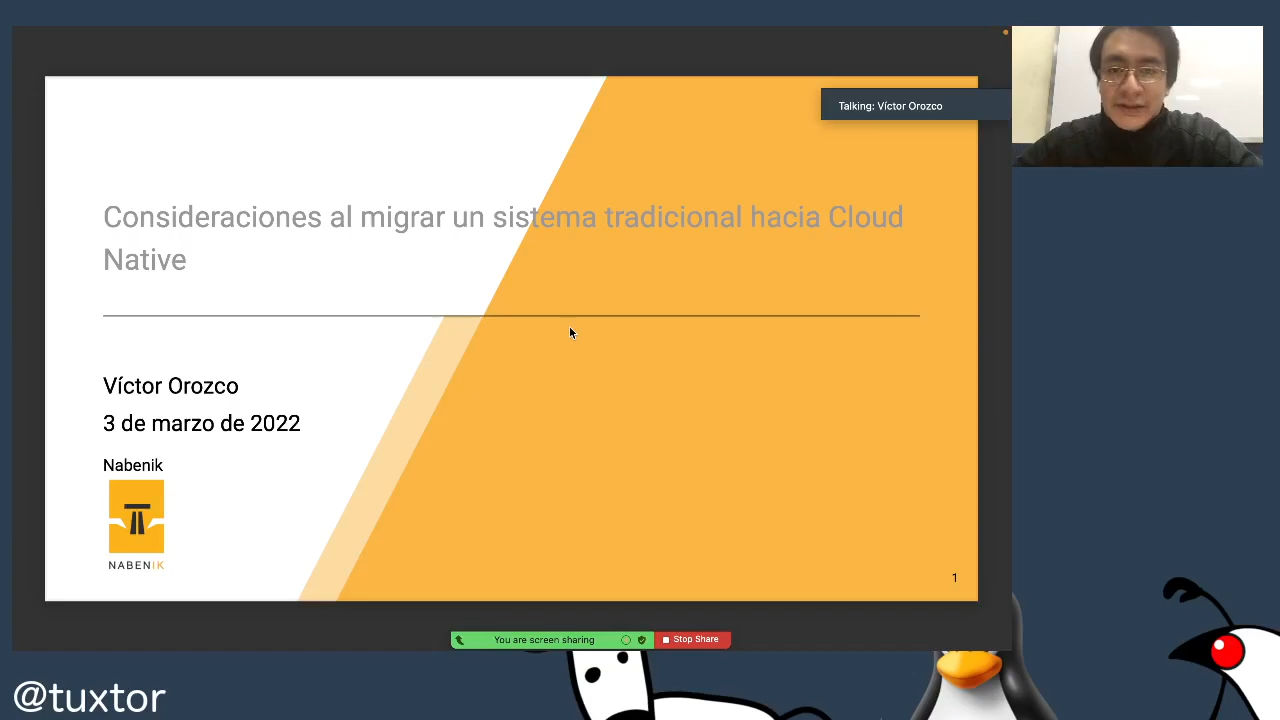 Talking: Víctor Orozco
Consideraciones al migrar un sistema tradicional hacia Cloud
Native
Víctor Orozco
3 de marzo de 2022
Nabenik
NABENIK
1
You are screen sharing
Stop Share
@tuxtor